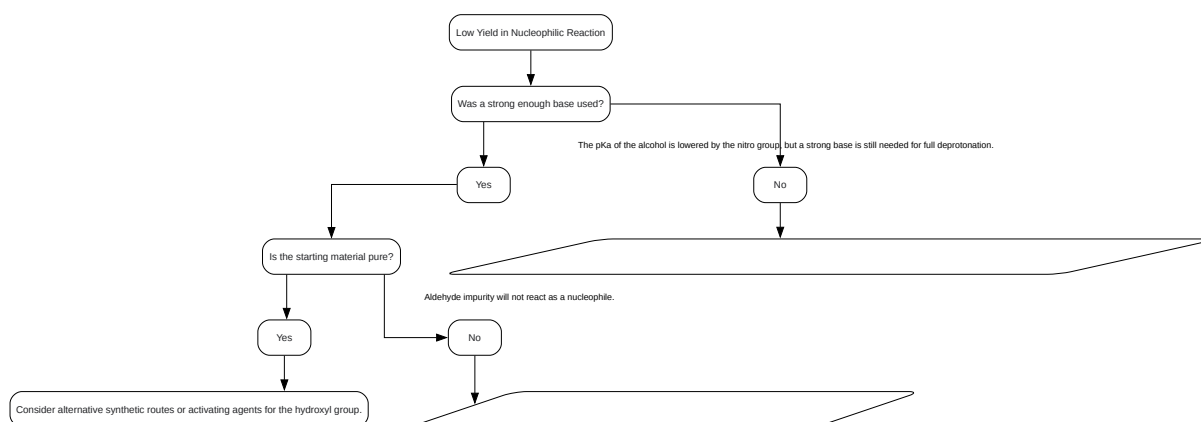 Low Yield in Nucleophilic Reaction
Was a strong enough base used?
The pKa of the alcohol is lowered by the nitro group, but a strong base is still needed for full deprotonation.
Yes
No
Is the starting material pure?
Aldehyde impurity will not react as a nucleophile.
Yes
No
Consider alternative synthetic routes or activating agents for the hydroxyl group.